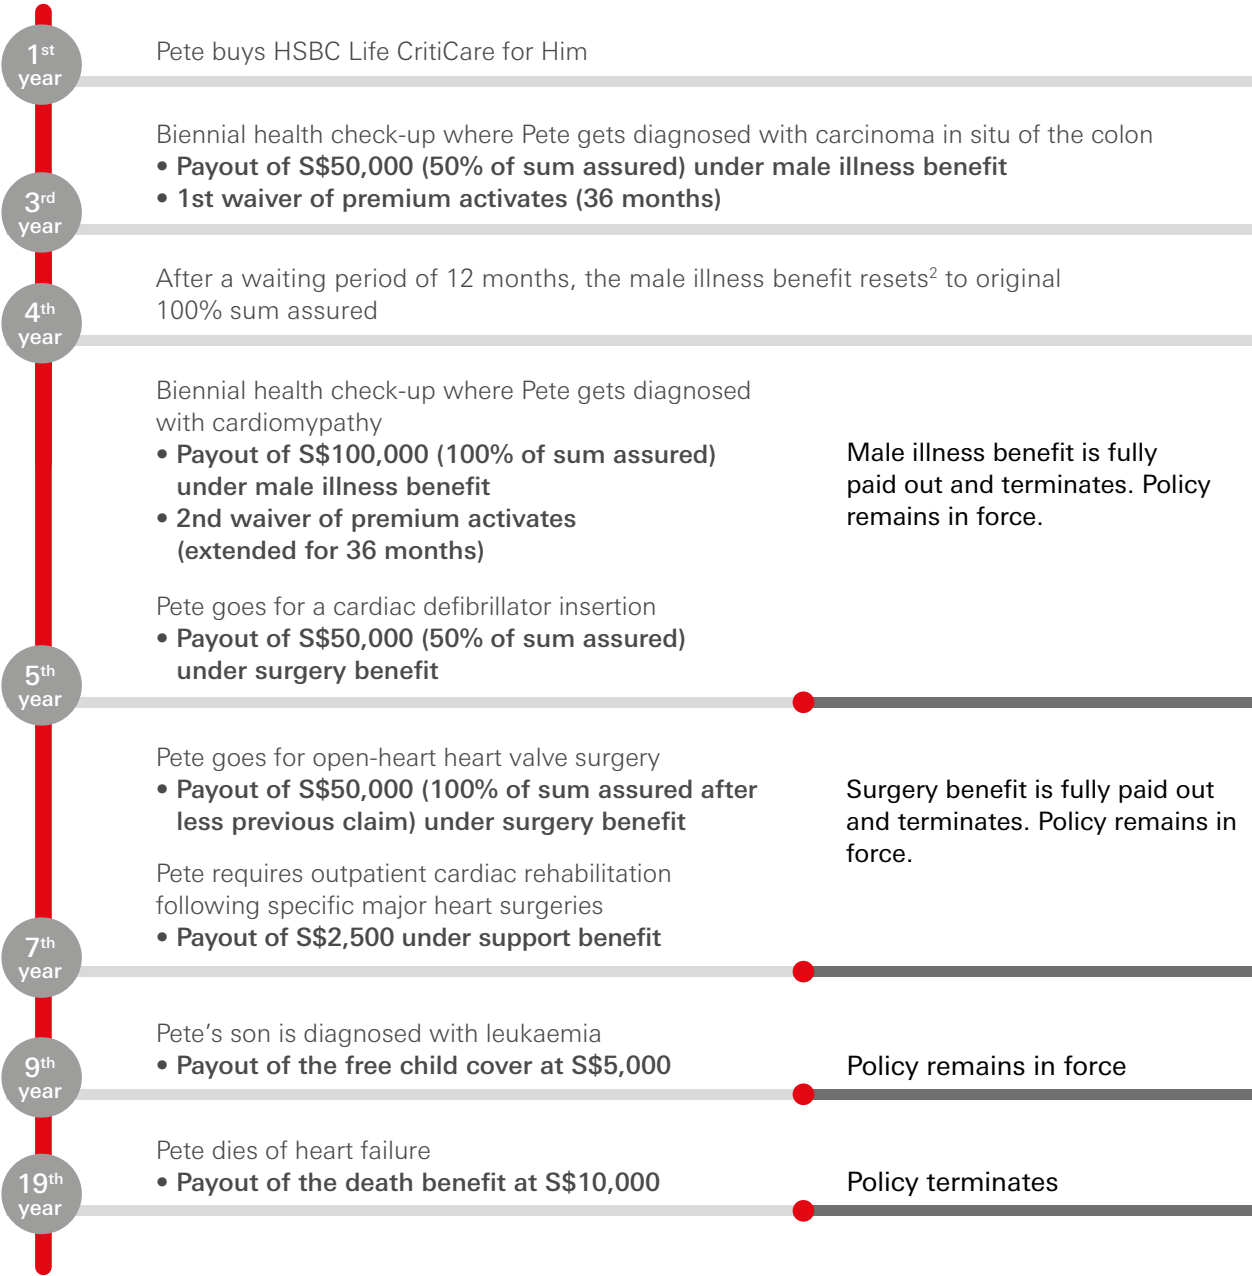 1st
year
Pete buys HSBC Life CritiCare for Him
3rd
year
Biennial health check-up where Pete gets diagnosed with carcinoma in situ of the colon
• Payout of S$50,000 (50% of sum assured) under male illness benefit
• 1st waiver of premium activates (36 months)
4th
year
After a waiting period of 12 months, the male illness benefit resets2 to original
100% sum assured
5th
year
Biennial health check-up where Pete gets diagnosed
with cardiomypathy
• Payout of S$100,000 (100% of sum assured)
under male illness benefit
• 2nd waiver of premium activates
(extended for 36 months)
Pete goes for a cardiac defibrillator insertion
• Payout of S$50,000 (50% of sum assured)
under surgery benefit
Male illness benefit is fully
paid out and terminates. Policy
remains in force.
7th
year
Pete goes for open-heart heart valve surgery
• Payout of S$50,000 (100% of sum assured after
less previous claim) under surgery benefit
Pete requires outpatient cardiac rehabilitation
following specific major heart surgeries
• Payout of S$2,500 under support benefit
Surgery benefit is fully paid out
and terminates. Policy remains in
force.
9th
year
Pete’s son is diagnosed with leukaemia
• Payout of the free child cover at S$5,000
Policy remains in force
19th
year
Pete dies of heart failure
• Payout of the death benefit at S$10,000
Policy terminates